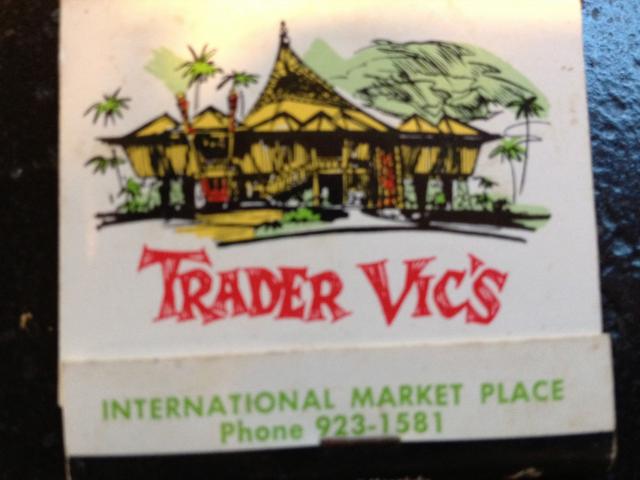 TRADER VIC'S
INTERNATIONAL MARKET PLACE
Phone 923-1581